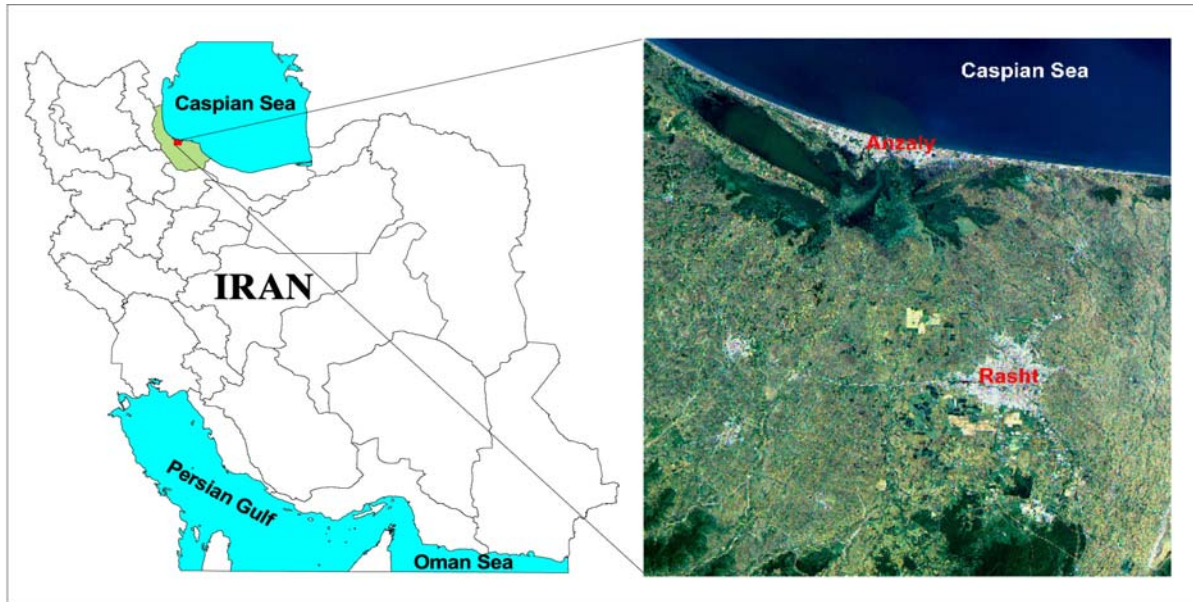 Caspian Sea
IRAN
Persian Gulf
Oman Sea
Caspian Sea
Anzaly
Rasht